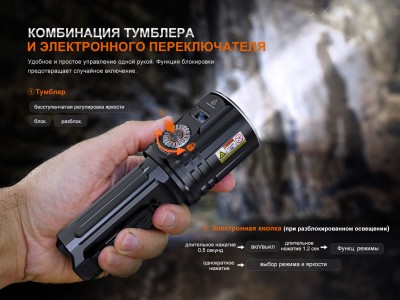 КОМБИНАЦИЯ ТУМБЛЕРА
И ЭЛЕКТРОННОГО ПЕРЕКЛЮЧАТЕЛЯ
Удобное и простое управление одной рукой. Функция блокировки
предотвращает случайное включение.
① Тумблер
бесступенчатая регулировка яркости
блок. разблок.
Электронная кнопка (при разблокированном освещении)
длительное нажатие
0,5 секунд
вкл/выкл
длительное
нажатие 1,2 сек
Функц. режимы
однократное
нажатие
выбор режима и яркости